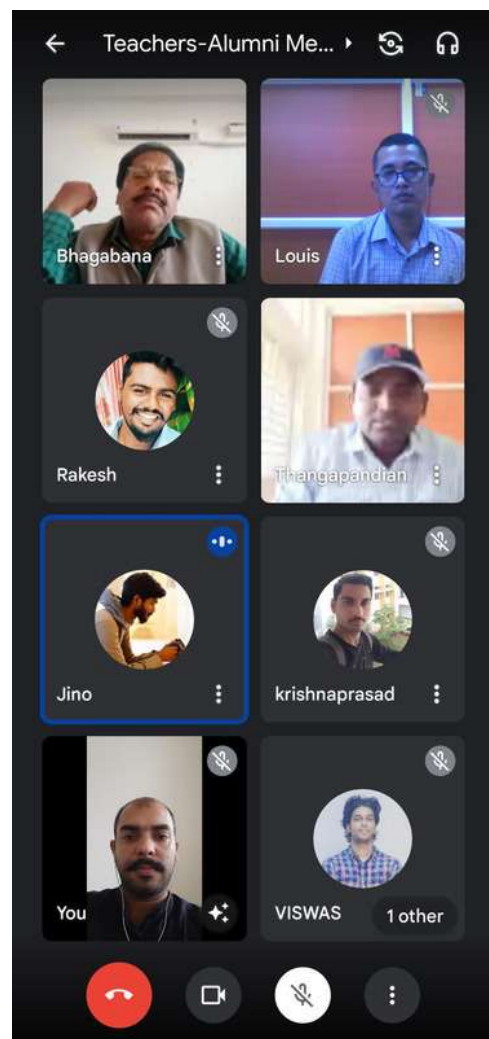 Teachers-Alumni Me...
Bhagabana
Louis
Rakesh
Thangapandian
Jino
krishnaprasad
You
VISWAS
1 other